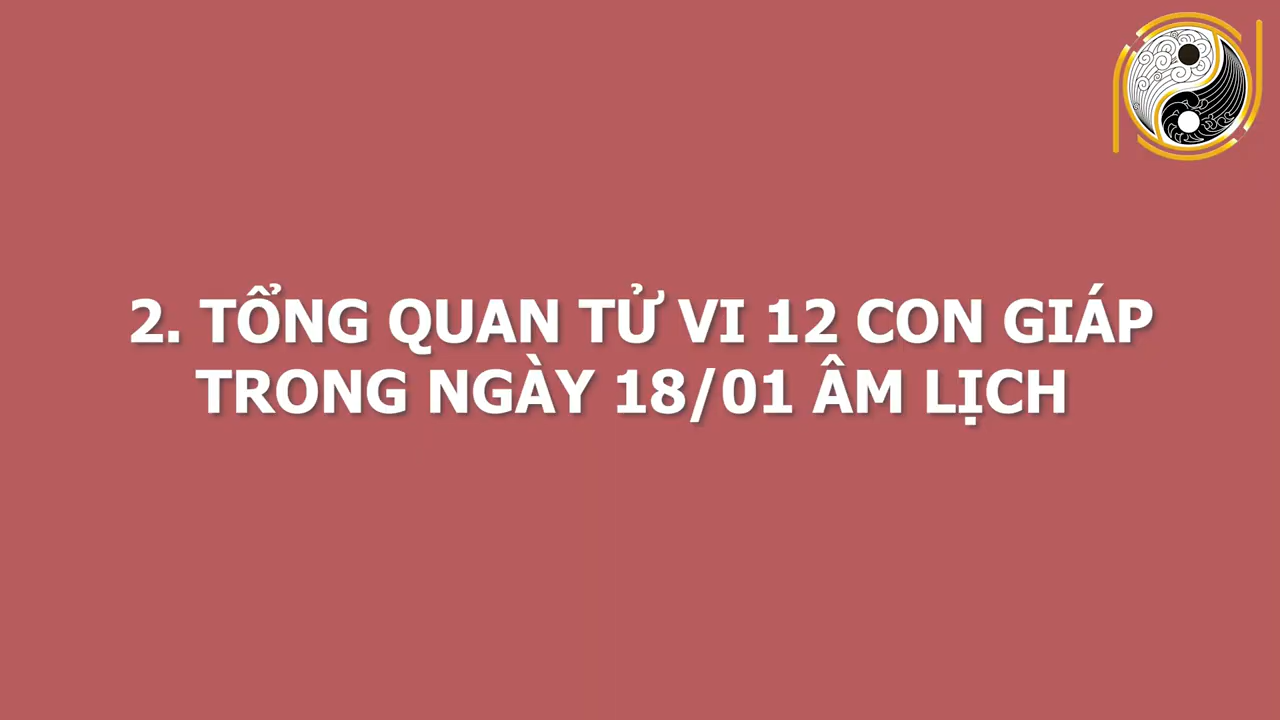 2. TỔNG QUAN TỬ VI 12 CON GIÁP
TRONG NGÀY 18/01 ÂM LỊCH